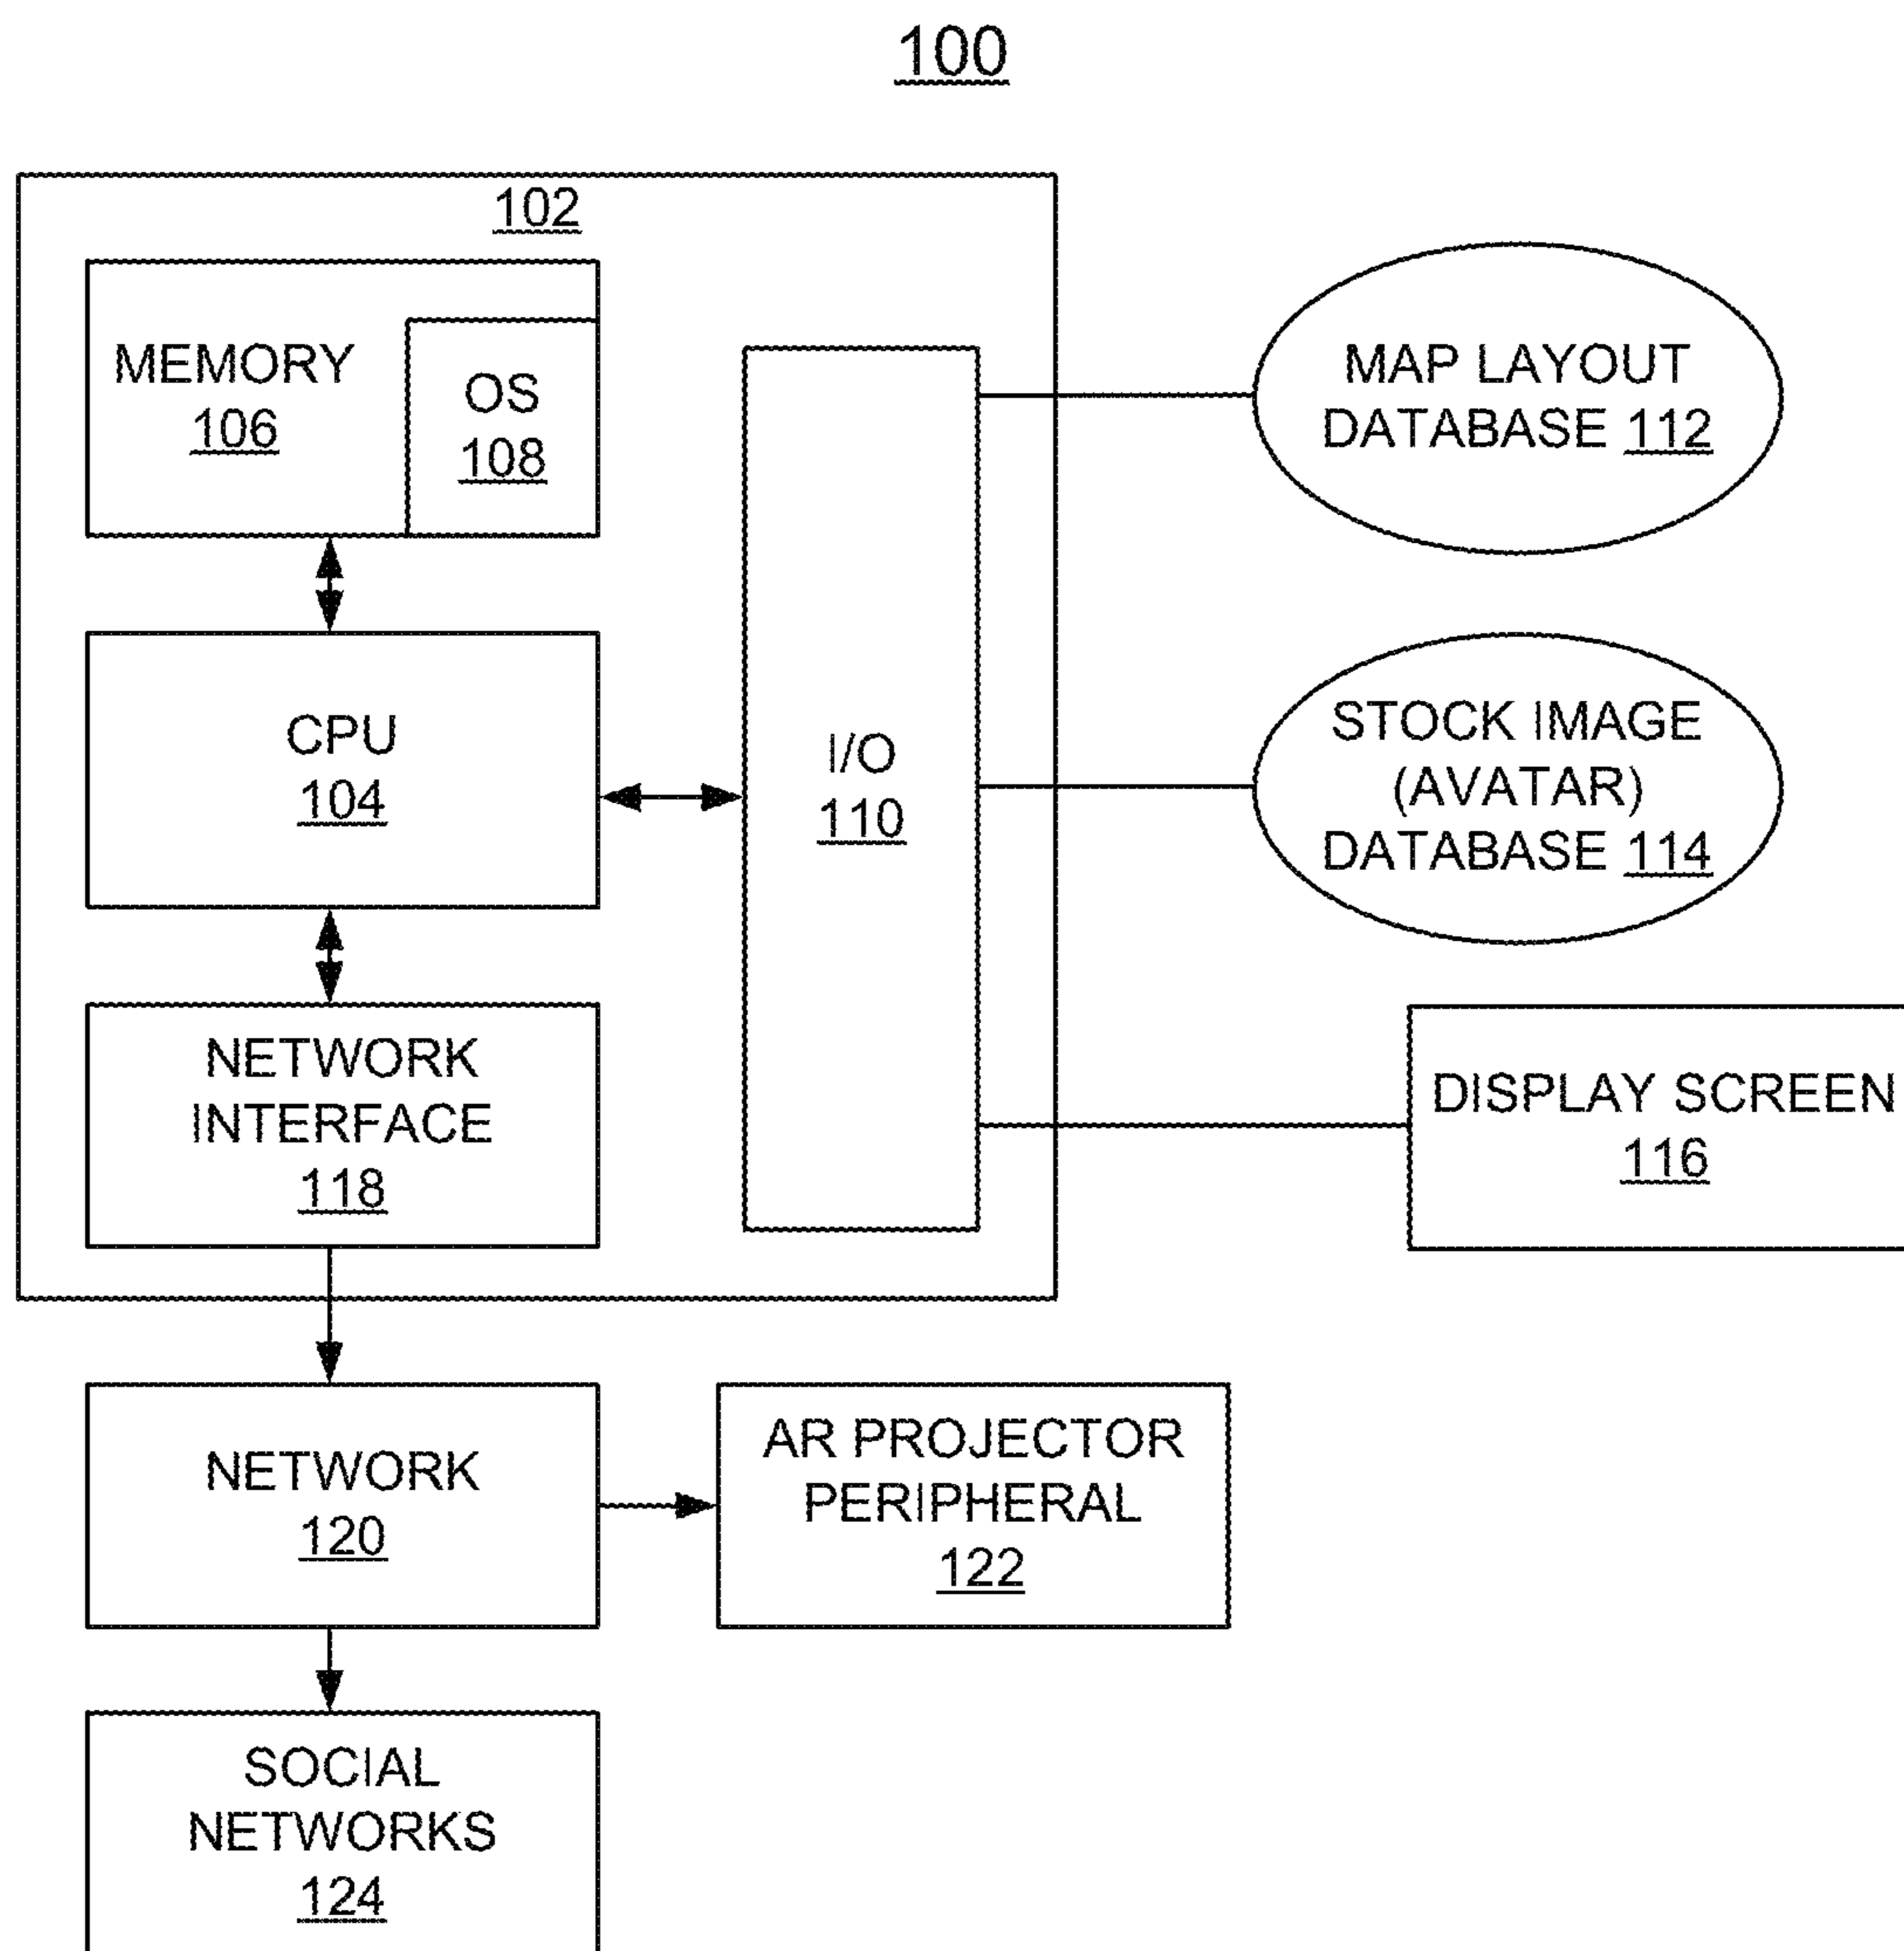 100
102
MEMORY
106
OS
108
MAP LAYOUT
DATABASE 112
CPU
104
I/O
110
STOCK IMAGE
(AVATAR)
DATABASE 114
NETWORK
INTERFACE
118
DISPLAY SCREEN
116
NETWORK
120
AR PROJECTOR
PERIPHERAL
122
SOCIAL
NETWORKS
124